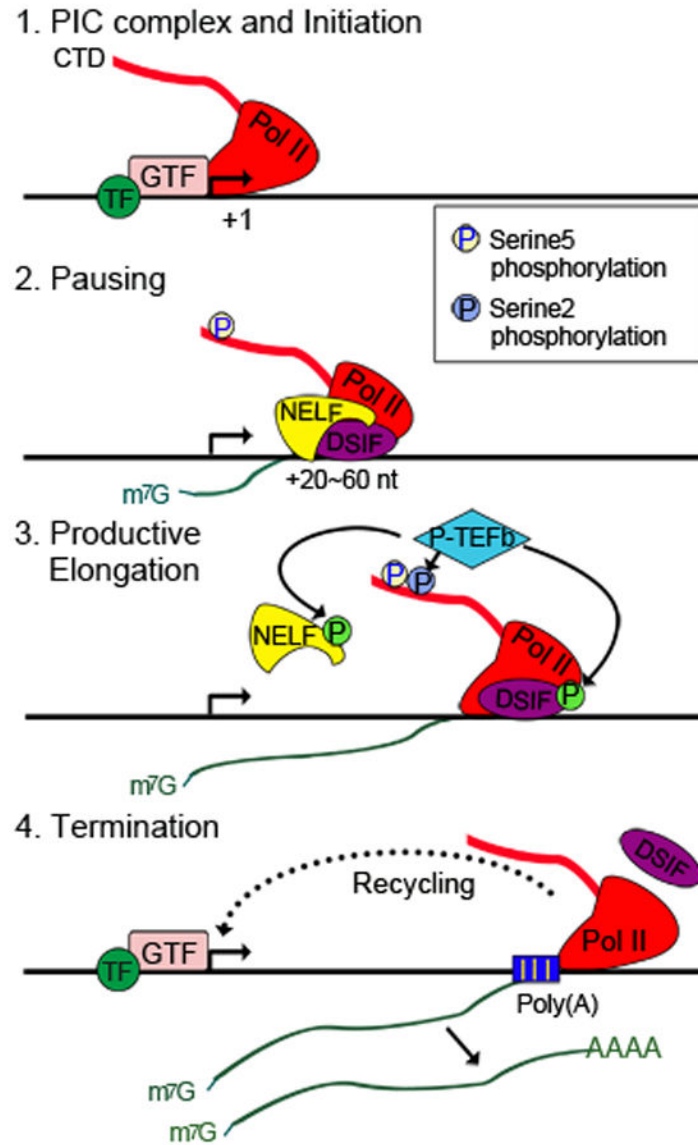 1. PIC complex and Initiation
CTD
Pol II
GTF
TF
+1
P Serine5
phosphorylation
P Serine2
phosphorylation
2. Pausing
P
Pol II
NELF
DSIF
m⁷G
+20~60 nt
3. Productive
Elongation
P-TEFb
P P
NELF P
Pol II
DSIF P
m⁷G
4. Termination
DSIF
Recycling
Pol II
GTF
TF
Poly(A)
AAAA
m⁷G
m⁷G